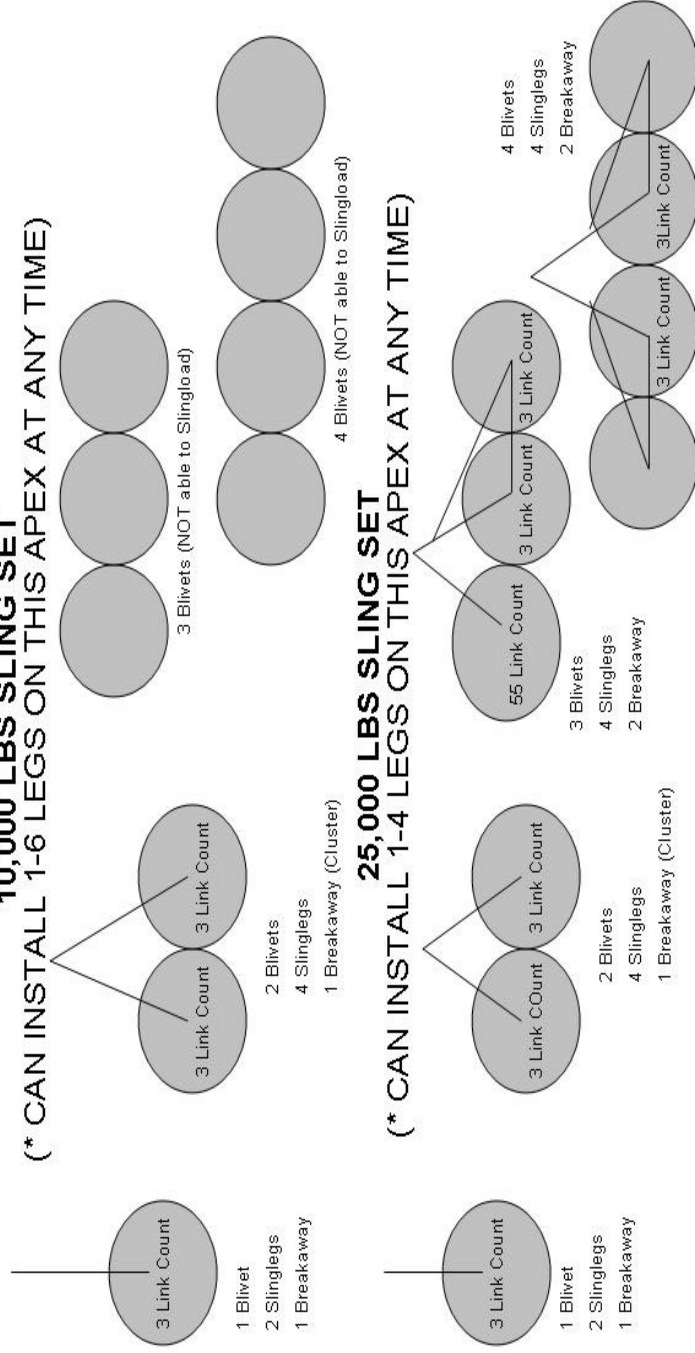 10,000 LBS SLING SET
(* CAN INSTALL 1-6 LEGS ON THIS APEX AT ANY TIME)
3 Link Count
1 Blivet
2 Slinglegs
1 Breakaway
3 Link Count
3 Link Count
2 Blivets
4 Slinglegs
1 Breakaway (Cluster)
3 Blivets (NOT able to Slingload)
4 Blivets (NOT able to Slingload)
25,000 LBS SLING SET
(* CAN INSTALL 1-4 LEGS ON THIS APEX AT ANY TIME)
3 Link Count
1 Blivet
2 Slinglegs
1 Breakaway
3 Link COunt
3 Link Count
2 Blivets
4 Slinglegs
1 Breakaway (Cluster)
55 Link Count
3 Link Count
3 Link Count
3 Blivets
4 Slinglegs
2 Breakaway
4 Blivets
4 Slinglegs
2 Breakaway
3 Link Count
3Link Count